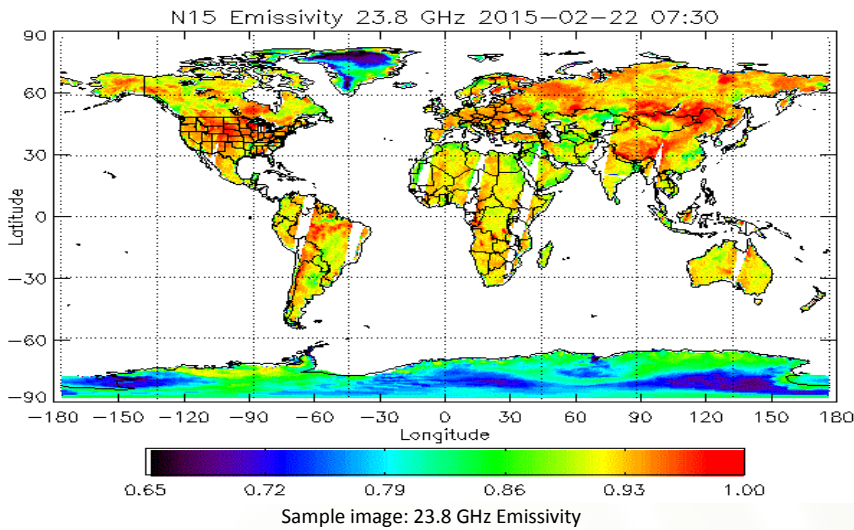 N15 Emissivity 23.8 GHz 2015-02-22 07:30
90
60
30
0
-30
-60
-90
Latitude
-180 -150 -120 -90 -60 -30 0 30 60 90 120 150 180
Longitude
0.65 0.72 0.79 0.86 0.93 1.00
Sample image: 23.8 GHz Emissivity